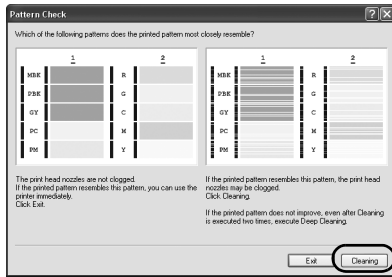 Pattern Check
Which of the following patterns does the printed pattern most closely resemble?
1 2
MBK R
PBK G
GY C
PC M
PM Y
1 2
MBK R
PBK G
GY C
PC M
PM Y
The print head nozzles are not clogged.
If the printed pattern resembles this pattern, you can use the
printer immediately.
Click Exit.
If the printed pattern resembles this pattern, the print head
nozzles may be clogged.
Click Cleaning.
If the printed pattern does not improve, even after Cleaning
is executed two times, execute Deep Cleaning.
Exit Cleaning